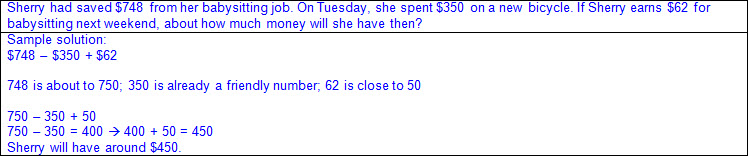 Sherry had saved $748 from her babysitting job. On Tuesday, she spent $350 on a new bicycle. If Sherry earns $62 for
babysitting next weekend, about how much money will she have then?
Sample solution:
$748 – $350 + $62
748 is about to 750; 350 is already a friendly number; 62 is close to 50
750 – 350 + 50
750 – 350 = 400 → 400 + 50 = 450
Sherry will have around $450.